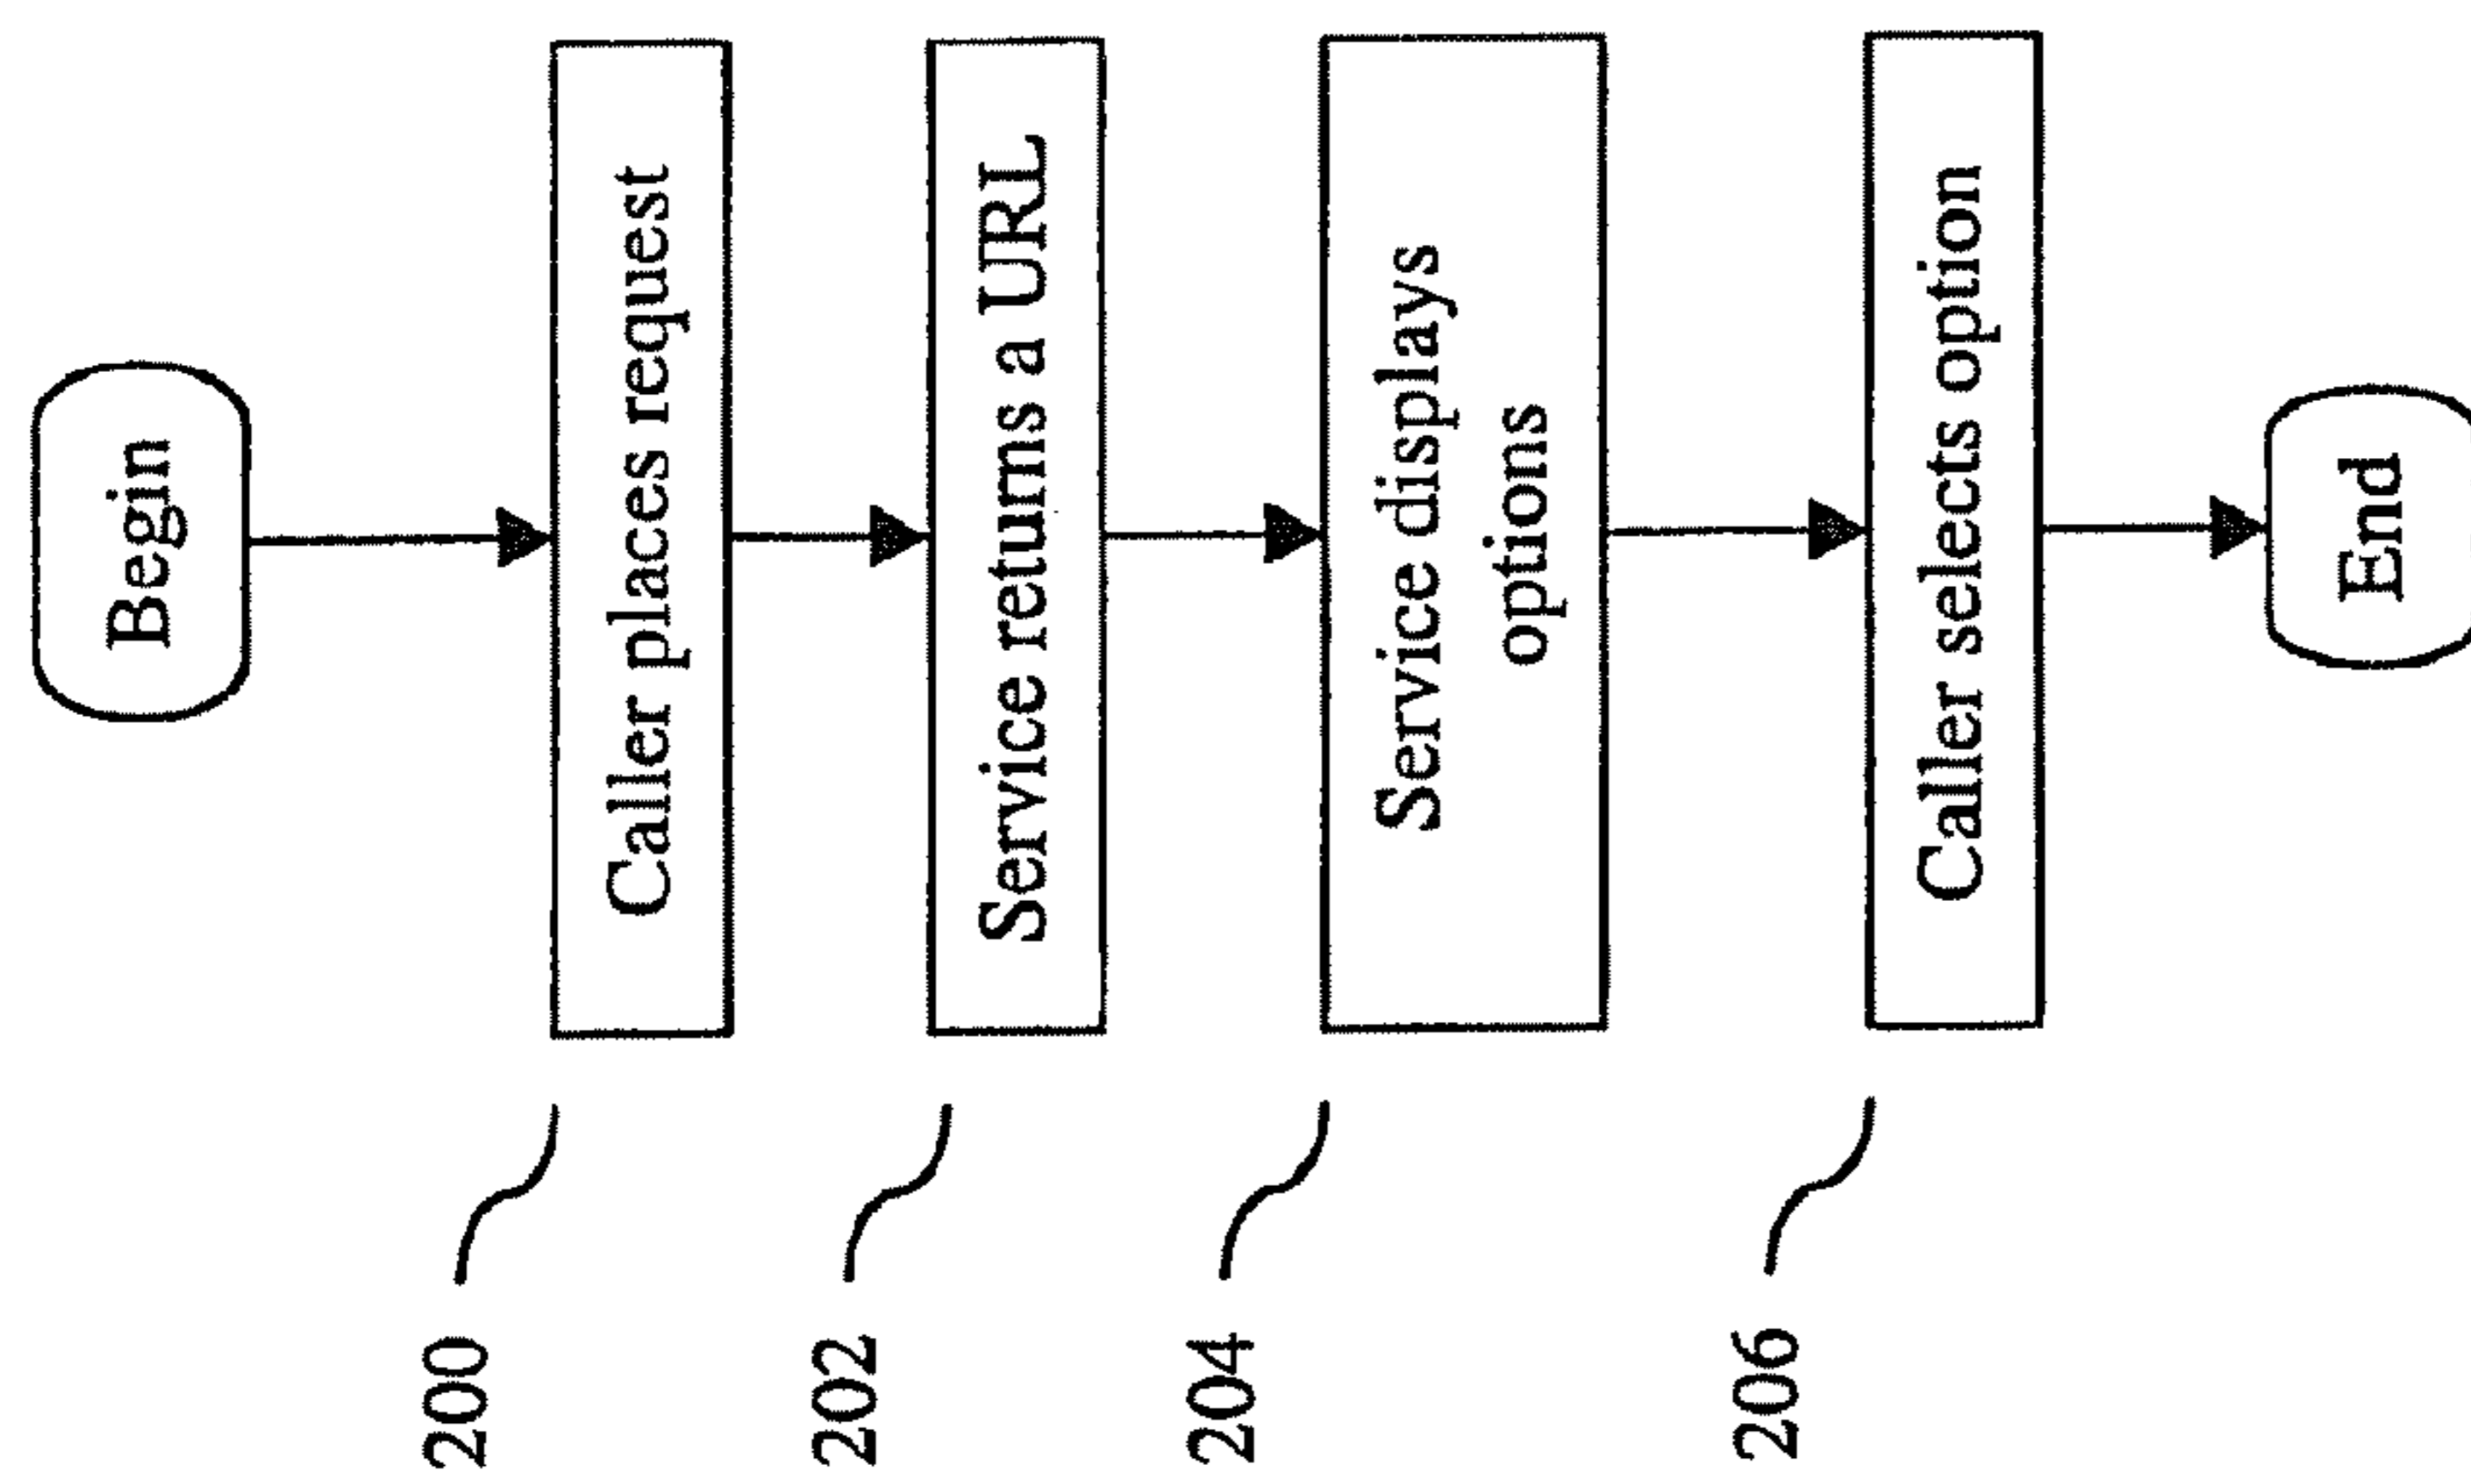 Begin
200
Caller places request
202
Service returns a URL
204
Service displays
options
206
Caller selects option
End